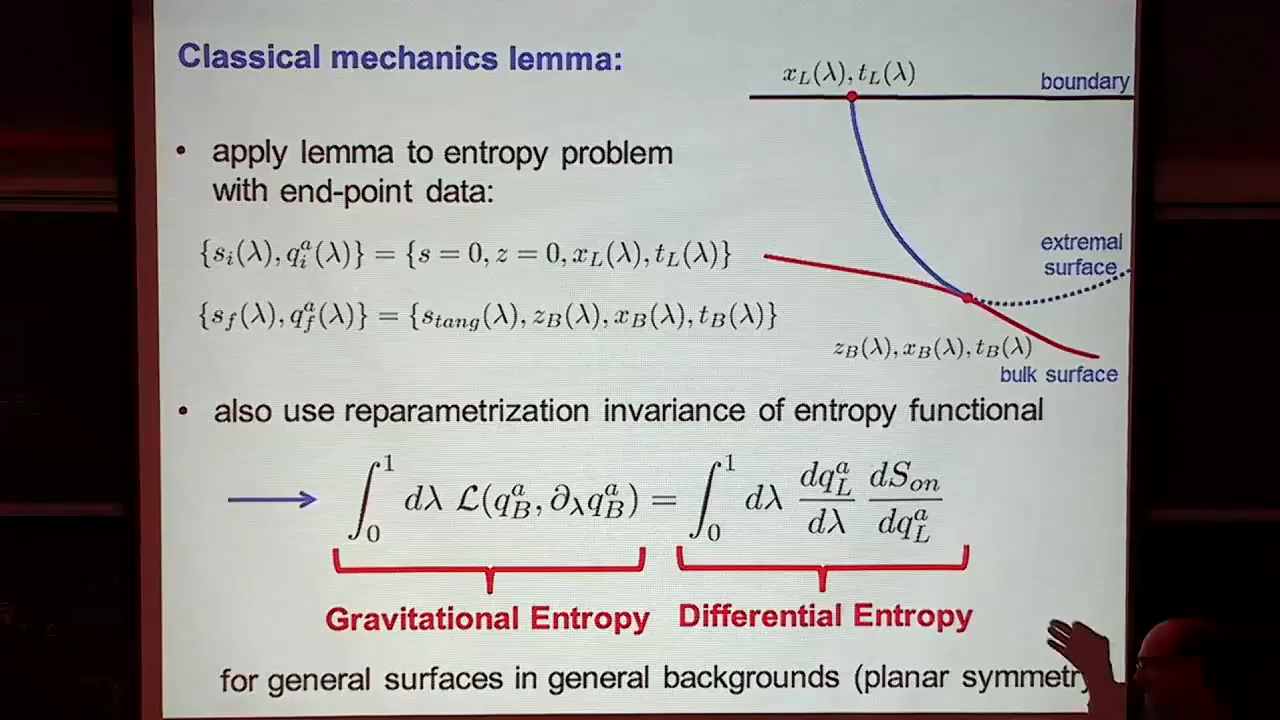 Classical mechanics lemma:
x_L(λ), t_L(λ)
boundary
• apply lemma to entropy problem
with end-point data:
{s_i(λ), q_i^a(λ)} = {s = 0, z = 0, x_L(λ), t_L(λ)}
extremal
surface
{s_f(λ), q_f^a(λ)} = {s_tang(λ), z_B(λ), x_B(λ), t_B(λ)}
z_B(λ), x_B(λ), t_B(λ)
bulk surface
• also use reparametrization invariance of entropy functional
∫_0^1 dλ ℒ(q_B^a, ∂_λ q_B^a) = ∫_0^1 dλ dq_L^a/dλ dS_on/dq_L^a
Gravitational Entropy Differential Entropy
for general surfaces in general backgrounds (planar symmetry